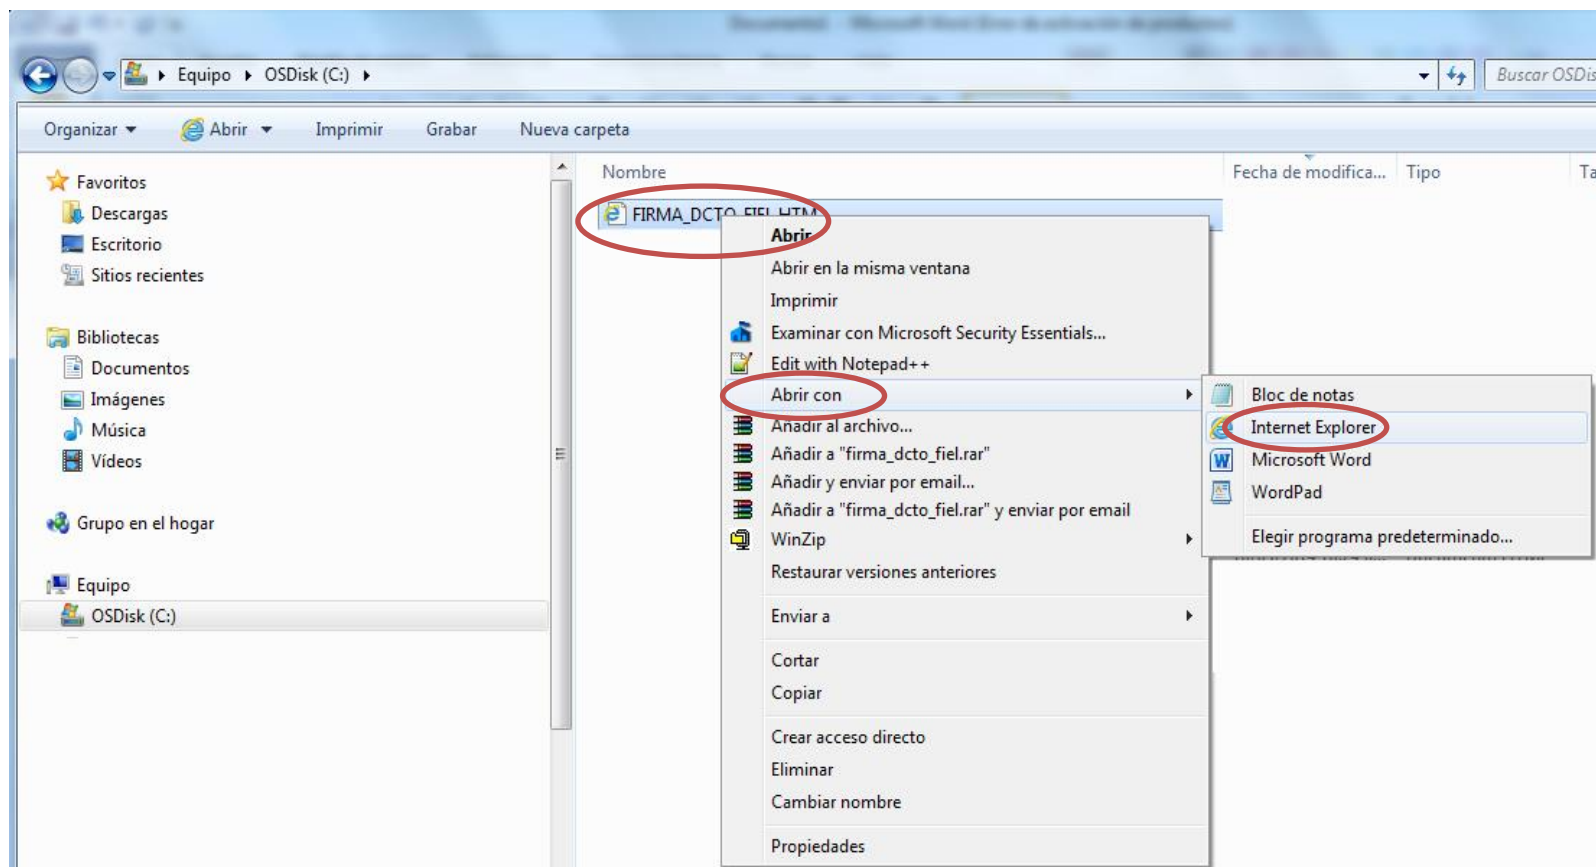 Equipo OSDisk (C:) Buscar OSDis
Organizar Abrir Imprimir Grabar Nueva carpeta
Nombre Fecha de modifica... Tipo Ta
Favoritos
Descargas
Escritorio
Sitios recientes
Bibliotecas
Documentos
Imágenes
Música
Vídeos
Grupo en el hogar
Equipo
OSDisk (C:)
FIRMA_DCTO_FIEL.HTM
Abrir
Abrir en la misma ventana
Imprimir
Examinar con Microsoft Security Essentials...
Edit with Notepad++
Abrir con
Añadir al archivo...
Añadir a "firma_dcto_fiel.rar"
Añadir y enviar por email...
Añadir a "firma_dcto_fiel.rar" y enviar por email
WinZip
Restaurar versiones anteriores
Enviar a
Cortar
Copiar
Crear acceso directo
Eliminar
Cambiar nombre
Propiedades
Bloc de notas
Internet Explorer
Microsoft Word
WordPad
Elegir programa predeterminado...